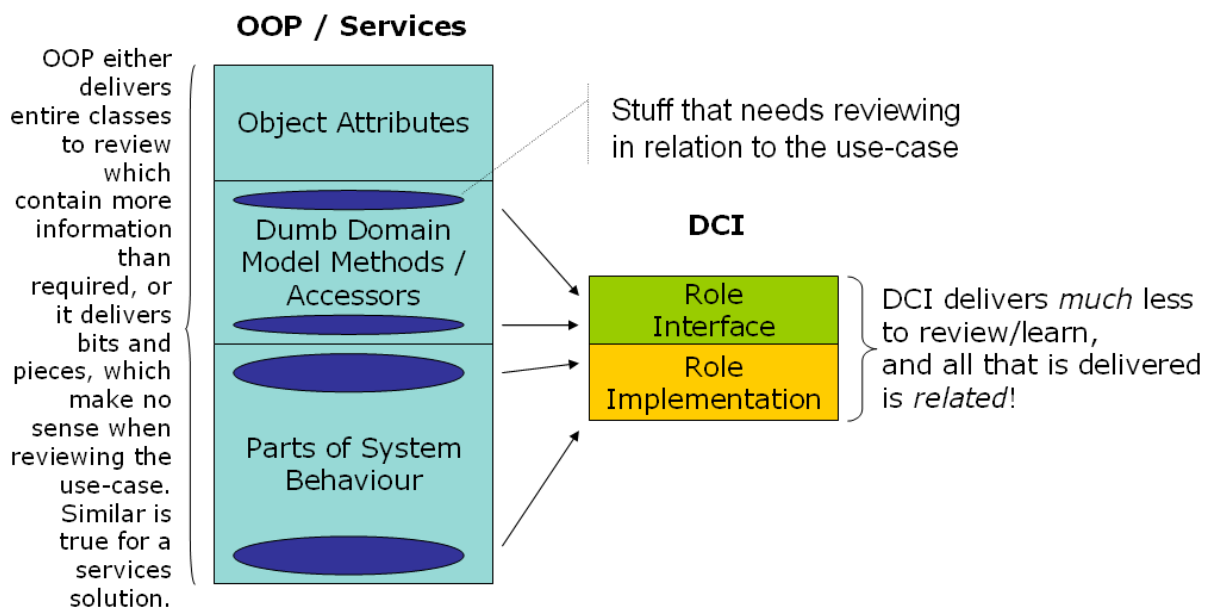 OOP / Services
OOP either
delivers
entire classes
to review
which
contain more
information
than
required, or
it delivers
bits and
pieces, which
make no
sense when
reviewing the
use-case.
Similar is
true for a
services
solution.
Object Attributes
Dumb Domain
Model Methods /
Accessors
Parts of System
Behaviour
Stuff that needs reviewing
in relation to the use-case
DCI
Role
Interface
Role
Implementation
DCI delivers much less
to review/learn,
and all that is delivered
is related!